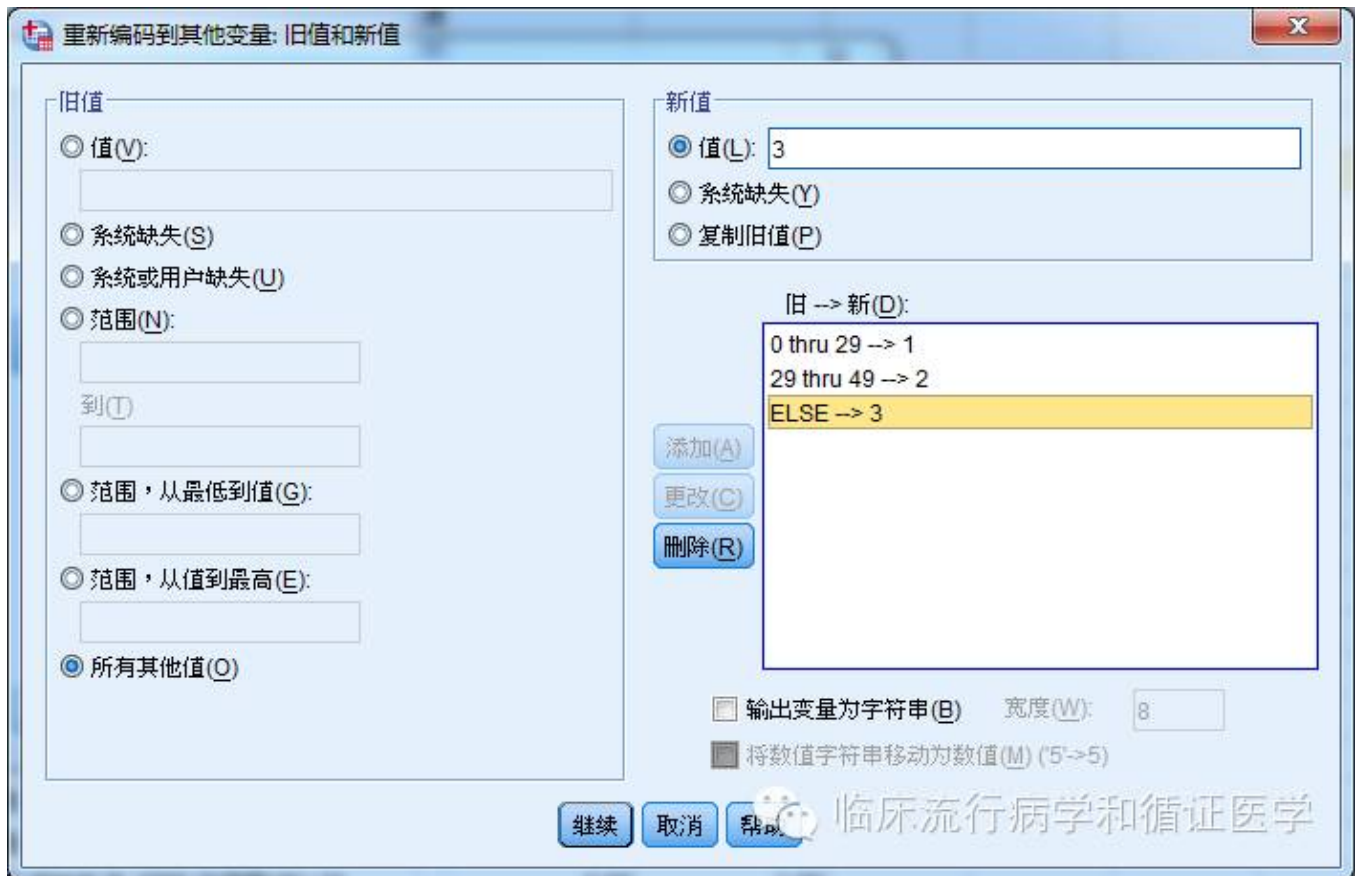 重新编码到其他变量: 旧值和新值
旧值
值(V):
系统缺失(S)
系统或用户缺失(U)
范围(N):
到(T)
范围，从最低到值(G):
范围，从值到最高(E):
所有其他值(O)
新值
值(L): 3
系统缺失(Y)
复制旧值(P)
旧 --> 新(D):
0 thru 29 --> 1
29 thru 49 --> 2
ELSE --> 3
添加(A)
更改(C)
删除(R)
输出变量为字符串(B) 宽度(W): 8
将数值字符串移动为数值(M) ('5'->5)
继续 取消 帮助
临床流行病学和循证医学